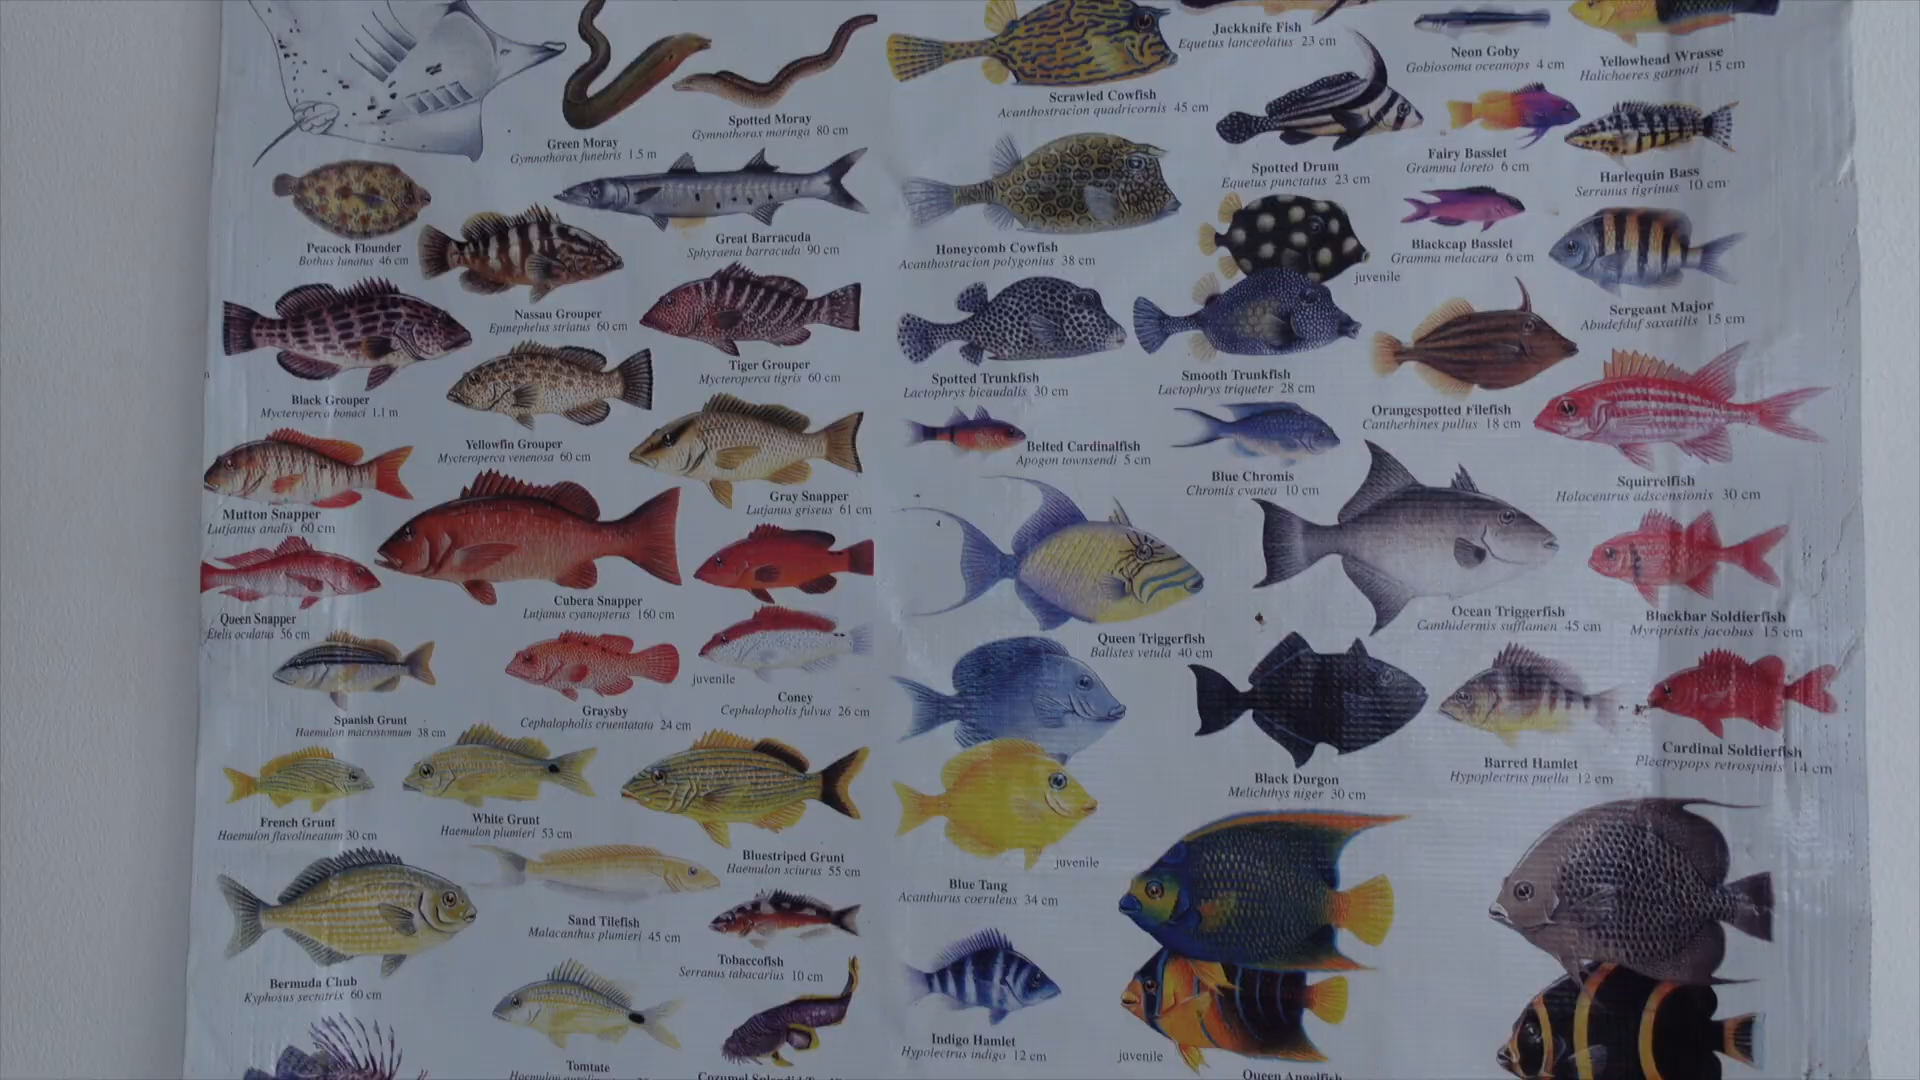 Green Moray
Gymnothorax funebris 1.5 m
Spotted Moray
Gymnothorax moringa 80 cm
Peacock Flounder
Bothus lunatus 46 cm
Great Barracuda
Sphyraena barracuda 90 cm
Nassau Grouper
Epinephelus striatus 60 cm
Tiger Grouper
Mycteroperca tigris 60 cm
Black Grouper
Mycteroperca bonaci 1.1 m
Yellowfin Grouper
Mycteroperca venenosa 60 cm
Gray Snapper
Lutjanus griseus 61 cm
Mutton Snapper
Lutjanus analis 60 cm
Cubera Snapper
Lutjanus cyanopterus 160 cm
Queen Snapper
Etelis oculatus 56 cm
Graysby
Cephalopholis cruentatata 24 cm
juvenile
Coney
Cephalopholis fulvus 26 cm
Spanish Grunt
Haemulon macrostomum 38 cm
French Grunt
Haemulon flavolineatum 30 cm
White Grunt
Haemulon plumieri 53 cm
Bluestriped Grunt
Haemulon sciurus 55 cm
Sand Tilefish
Malacanthus plumieri 45 cm
Tobaccofish
Serranus tabacarius 10 cm
Bermuda Chub
Kyphosus sectatrix 60 cm
Tomtate
Scrawled Cowfish
Acanthostracion quadricornis 45 cm
Jackknife Fish
Equetus lanceolatus 23 cm
Neon Goby
Gobiosoma oceanops 4 cm
Yellowhead Wrasse
Halichoeres garnoti 15 cm
Spotted Drum
Equetus punctatus 23 cm
Fairy Basslet
Gramma loreto 6 cm
Harlequin Bass
Serranus tigrinus 10 cm
Honeycomb Cowfish
Acanthostracion polygonius 38 cm
juvenile
Blackcap Basslet
Gramma melacara 6 cm
Sergeant Major
Abudefduf saxatilis 15 cm
Spotted Trunkfish
Lactophrys bicaudalis 30 cm
Smooth Trunkfish
Lactophrys triqueter 28 cm
Orangespotted Filefish
Cantherhines pullus 18 cm
Belted Cardinalfish
Apogon townsendi 5 cm
Blue Chromis
Chromis cyanea 10 cm
Squirrelfish
Holocentrus adscensionis 30 cm
Queen Triggerfish
Balistes vetula 40 cm
Ocean Triggerfish
Canthidermis sufflamen 45 cm
Blackbar Soldierfish
Myripristis jacobus 15 cm
Black Durgon
Melichthys niger 30 cm
Barred Hamlet
Hypoplectrus puella 12 cm
Cardinal Soldierfish
Plectrypops retrospinis 14 cm
juvenile
Blue Tang
Acanthurus coeruleus 34 cm
Indigo Hamlet
Hypolectrus indigo 12 cm
juvenile
Queen Angelfish